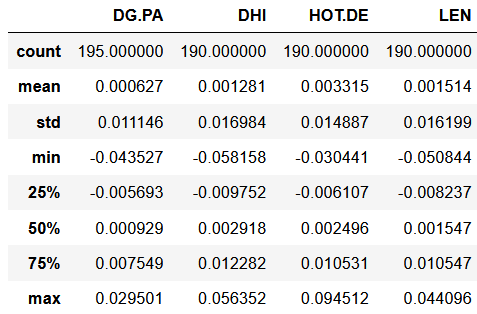 DG.PA DHI HOT.DE LEN
count 195.000000 190.000000 190.000000 190.000000
mean 0.000627 0.001281 0.003315 0.001514
std 0.011146 0.016984 0.014887 0.016199
min -0.043527 -0.058158 -0.030441 -0.050844
25% -0.005693 -0.009752 -0.006107 -0.008237
50% 0.000929 0.002918 0.002496 0.001547
75% 0.007549 0.012282 0.010531 0.010547
max 0.029501 0.056352 0.094512 0.044096